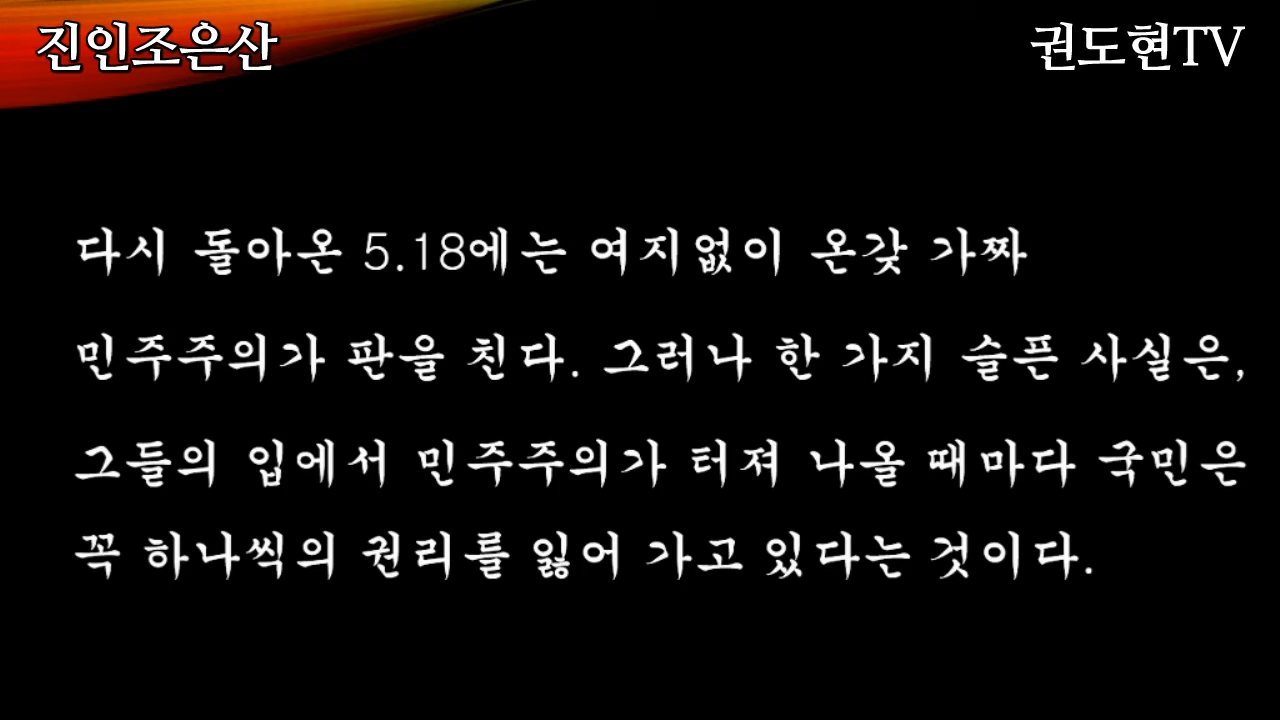 진인조은산
권도현TV
다시 돌아온 5.18에는 여지없이 온갖 가짜
민주주의가 판을 친다. 그러나 한 가지 슬픈 사실은,
그들의 입에서 민주주의가 터져 나올 때마다 국민은
꼭 하나씩의 권리를 잃어 가고 있다는 것이다.